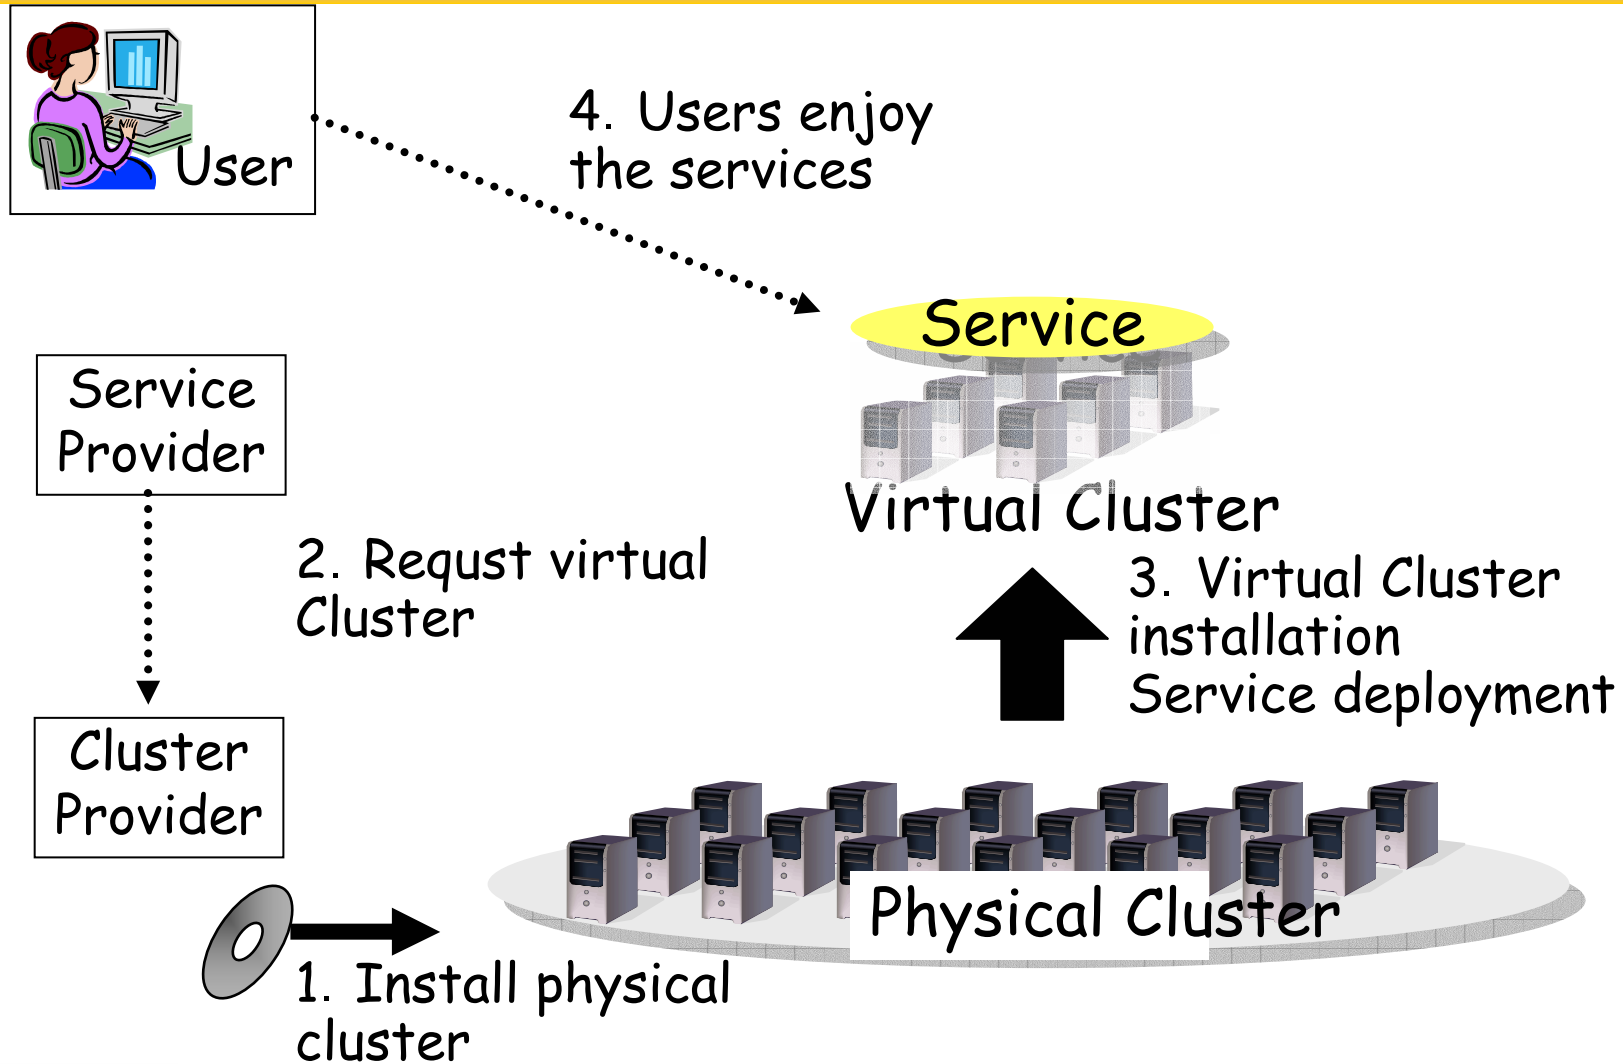 User
4. Users enjoy
the services
Service
Service
Provider
Virtual Cluster
2. Requst virtual
Cluster
3. Virtual Cluster
installation
Service deployment
Cluster
Provider
Physical Cluster
1. Install physical
cluster